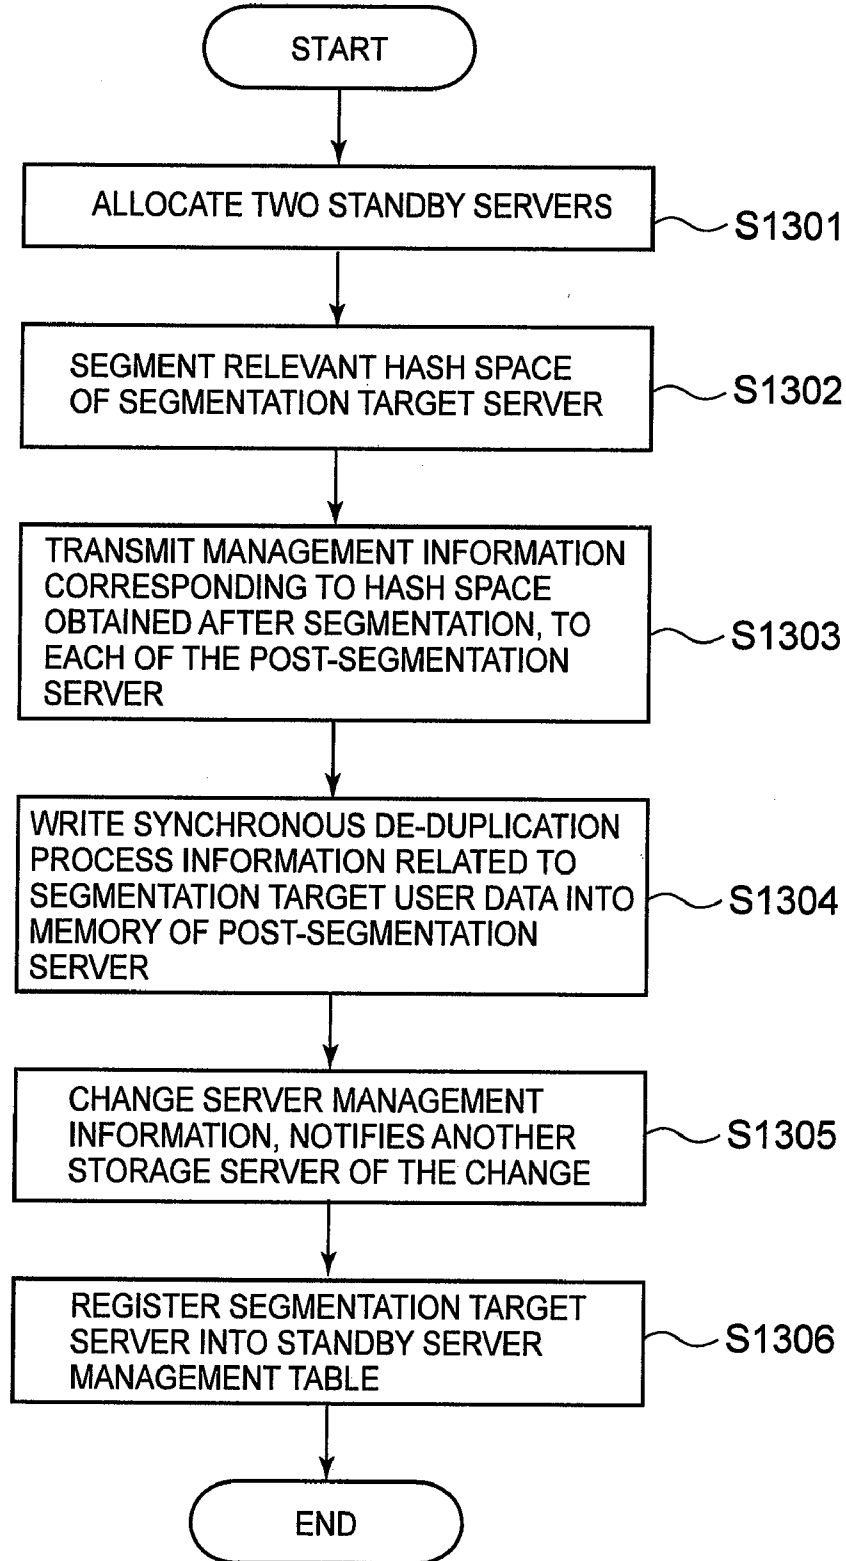 START
ALLOCATE TWO STANDBY SERVERS
S1301
SEGMENT RELEVANT HASH SPACE
OF SEGMENTATION TARGET SERVER
S1302
TRANSMIT MANAGEMENT INFORMATION
CORRESPONDING TO HASH SPACE
OBTAINED AFTER SEGMENTATION, TO
EACH OF THE POST-SEGMENTATION
SERVER
S1303
WRITE SYNCHRONOUS DE-DUPLICATION
PROCESS INFORMATION RELATED TO
SEGMENTATION TARGET USER DATA INTO
MEMORY OF POST-SEGMENTATION
SERVER
S1304
CHANGE SERVER MANAGEMENT
INFORMATION, NOTIFIES ANOTHER
STORAGE SERVER OF THE CHANGE
S1305
REGISTER SEGMENTATION TARGET
SERVER INTO STANDBY SERVER
MANAGEMENT TABLE
S1306
END